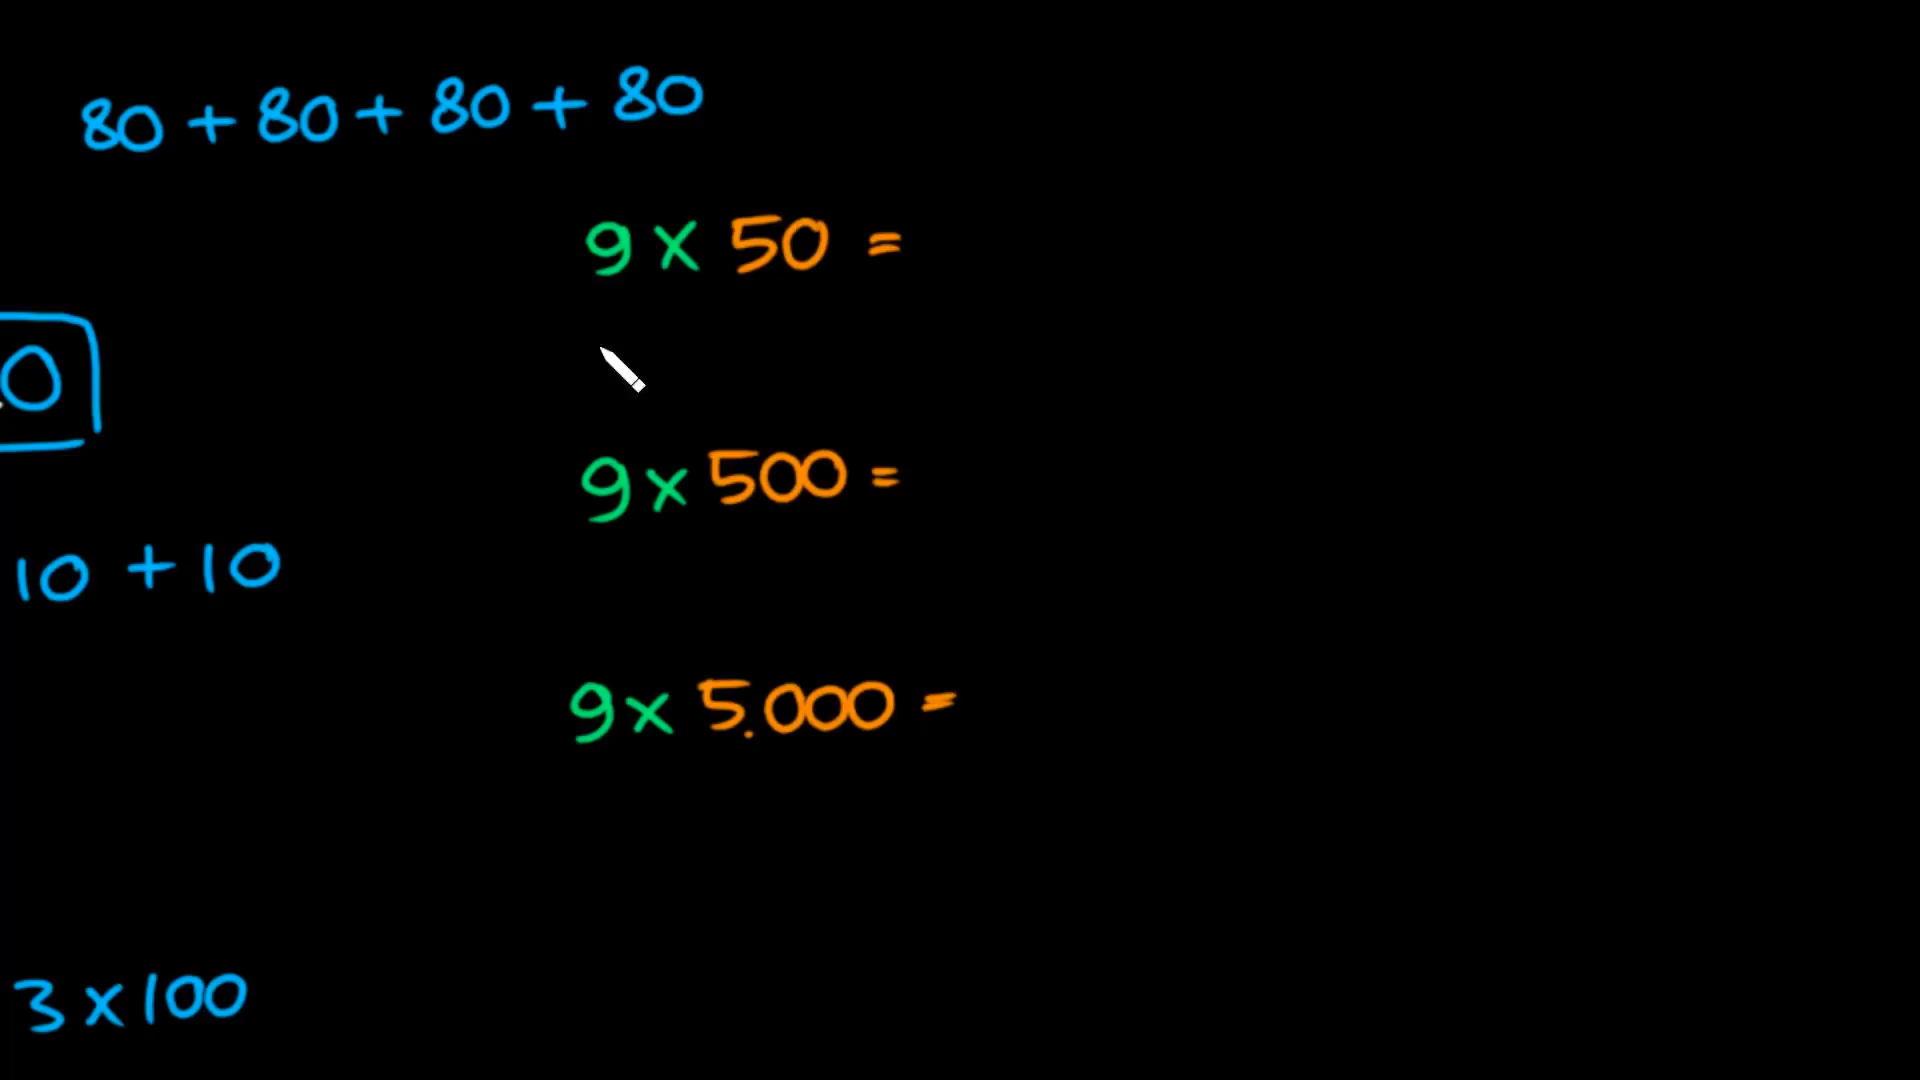 80 + 80 + 80 + 80
9 x 50 =
0
9 x 500 =
10 + 10
9 x 5.000 =
3 x 100